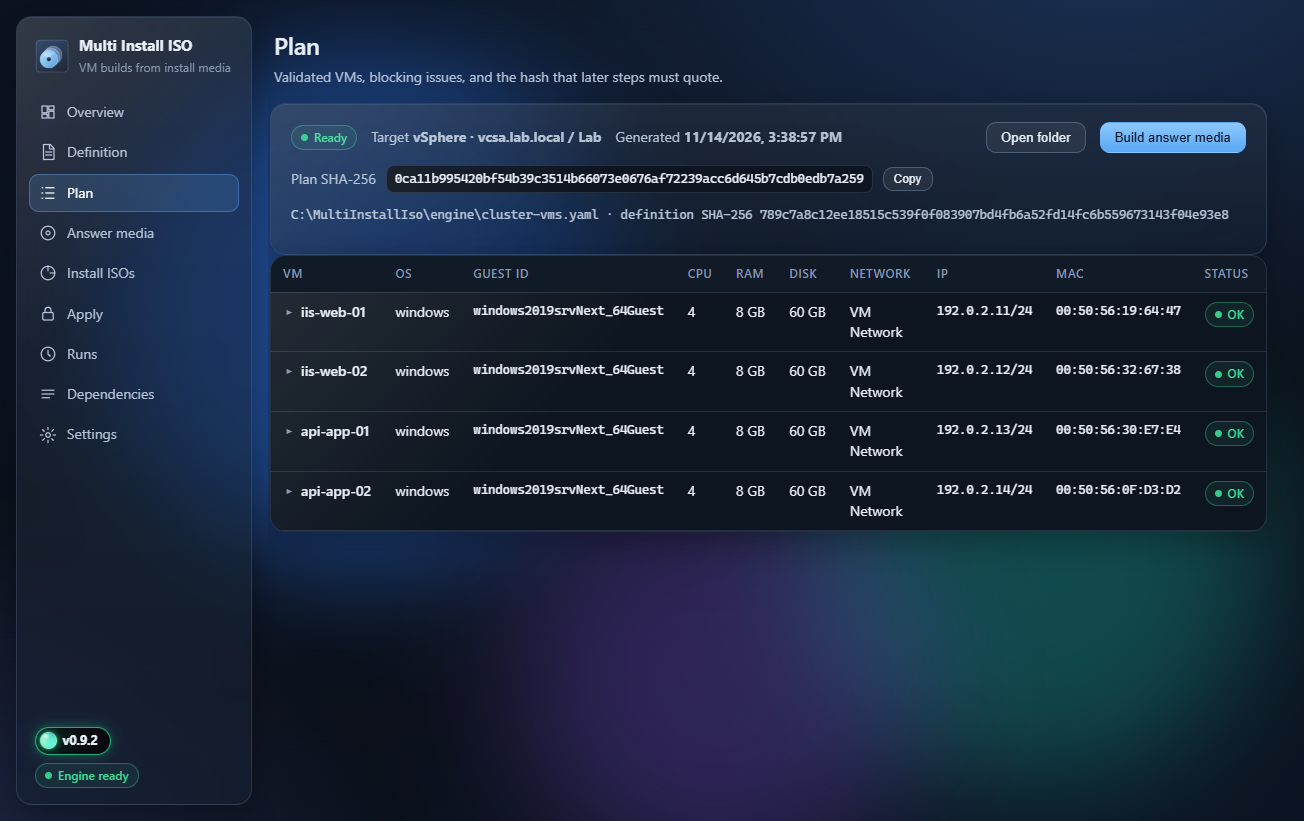 Multi Install ISO
VM builds from install media
Overview
Definition
Plan
Answer media
Install ISOs
Apply
Runs
Dependencies
Settings
v0.9.2
Engine ready
Plan
Validated VMs, blocking issues, and the hash that later steps must quote.
Ready Target vSphere · vcsa.lab.local / Lab Generated 11/14/2026, 3:38:57 PM Open folder Build answer media
Plan SHA-256 0ca11b995420bf54b39c3514b66073e0676af72239acc6d645b7cdb0edb7a259 Copy
C:\MultiInstallIso\engine\cluster-vms.yaml · definition SHA-256 789c7a8c12ee18515c539f0f083907bd4fb6a52fd14fc6b559673143f04e93e8
VM OS GUEST ID CPU RAM DISK NETWORK IP MAC STATUS
iis-web-01 windows windows2019srvNext_64Guest 4 8 GB 60 GB VM Network 192.0.2.11/24 00:50:56:19:64:47 OK
iis-web-02 windows windows2019srvNext_64Guest 4 8 GB 60 GB VM Network 192.0.2.12/24 00:50:56:32:67:38 OK
api-app-01 windows windows2019srvNext_64Guest 4 8 GB 60 GB VM Network 192.0.2.13/24 00:50:56:30:E7:E4 OK
api-app-02 windows windows2019srvNext_64Guest 4 8 GB 60 GB VM Network 192.0.2.14/24 00:50:56:0F:D3:D2 OK